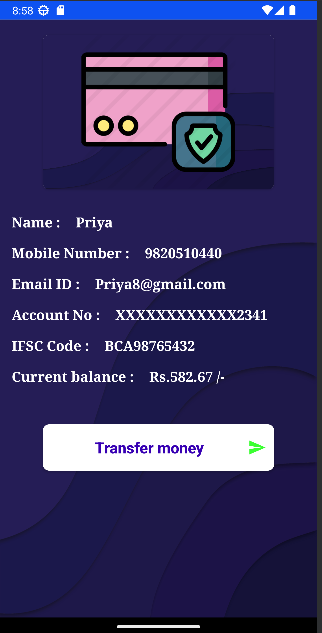 8:58
Name : Priya
Mobile Number : 9820510440
Email ID : Priya8@gmail.com
Account No : XXXXXXXXXXXX2341
IFSC Code : BCA98765432
Current balance : Rs.582.67 /-
Transfer money